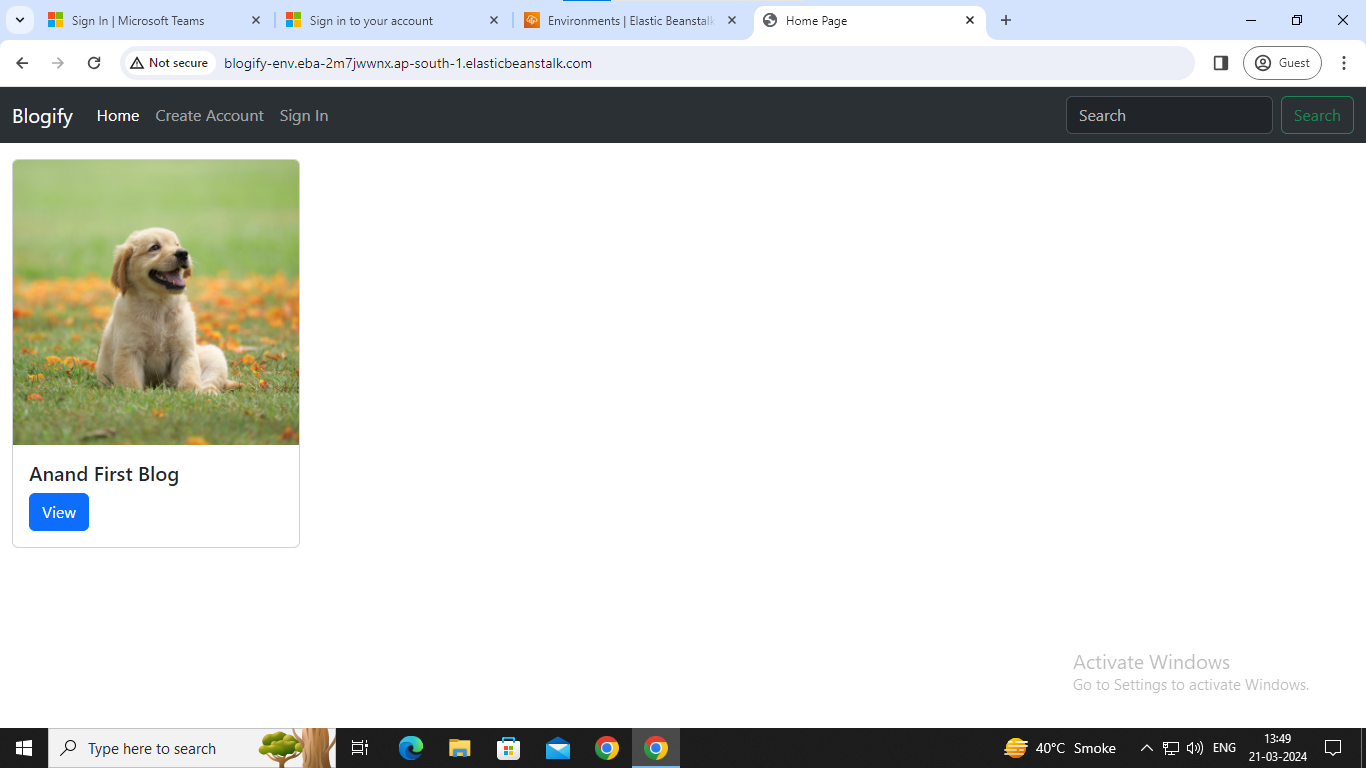 Sign In | Microsoft Teams
Sign in to your account
Environments | Elastic Beanstalk
Home Page
Not secure
blogify-env.eba-2m7jwwnx.ap-south-1.elasticbeanstalk.com
Guest
Blogify
Home
Create Account
Sign In
Search
Search
Anand First Blog
View
Activate Windows
Go to Settings to activate Windows.
Type here to search
40°C Smoke
ENG
13:49
21-03-2024